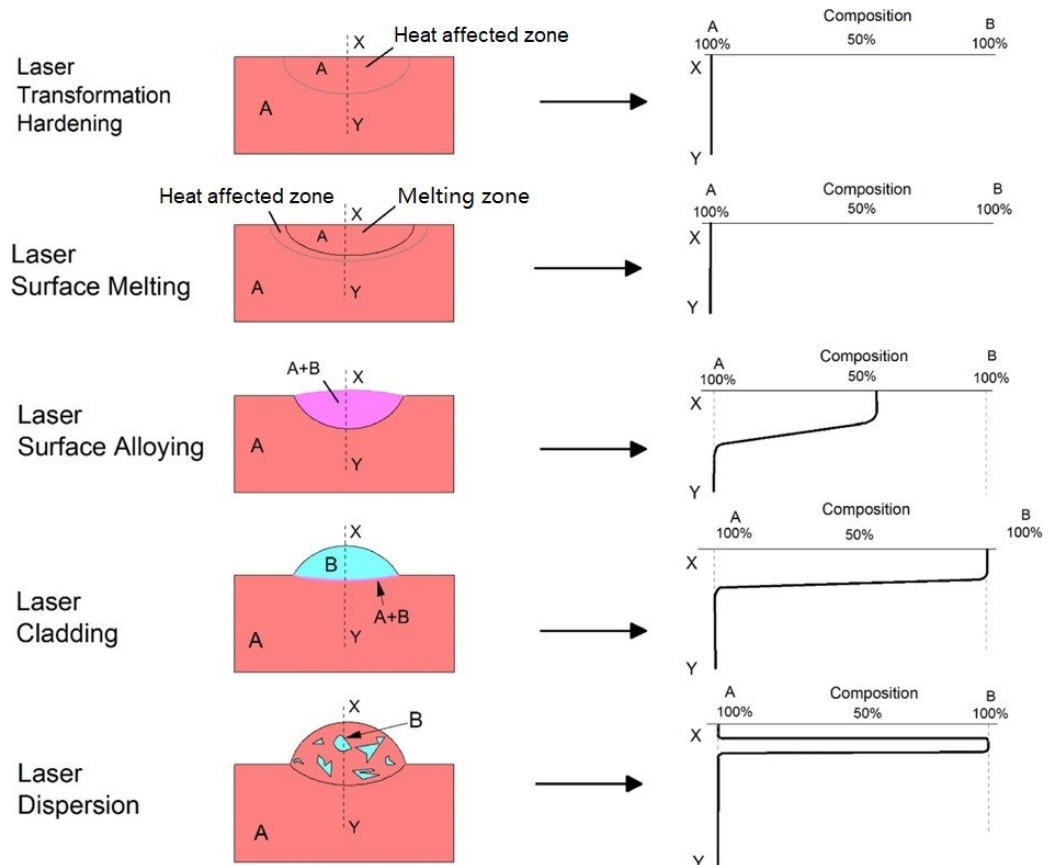 Laser
Transformation
Hardening
Heat affected zone
X
A
A
Y
Composition
A
B
100%
50%
100%
X
Y
Laser
Surface Melting
Heat affected zone
Melting zone
X
A
A
Y
Composition
A
B
100%
50%
100%
X
Y
Laser
Surface Alloying
A+B
X
A
Y
Composition
A
B
100%
50%
100%
X
Y
Laser
Cladding
X
B
A+B
A
Y
Composition
A
B
100%
50%
100%
X
Y
Laser
Dispersion
X
B
A
Y
Composition
A
B
100%
50%
100%
X
Y